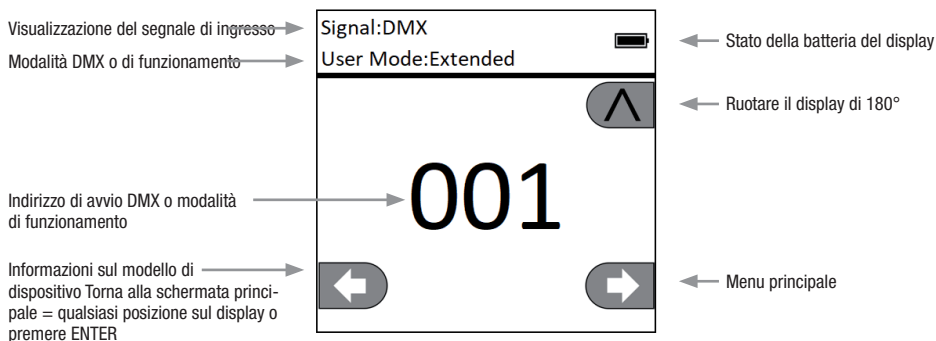 Visualizzazione del segnale di ingresso
Modalità DMX o di funzionamento
Signal:DMX
User Mode:Extended
Stato della batteria del display
Ruotare il display di 180°
001
Indirizzo di avvio DMX o modalità
di funzionamento
Informazioni sul modello di
dispositivo Torna alla schermata princi-
pale = qualsiasi posizione sul display o
premere ENTER
Menu principale